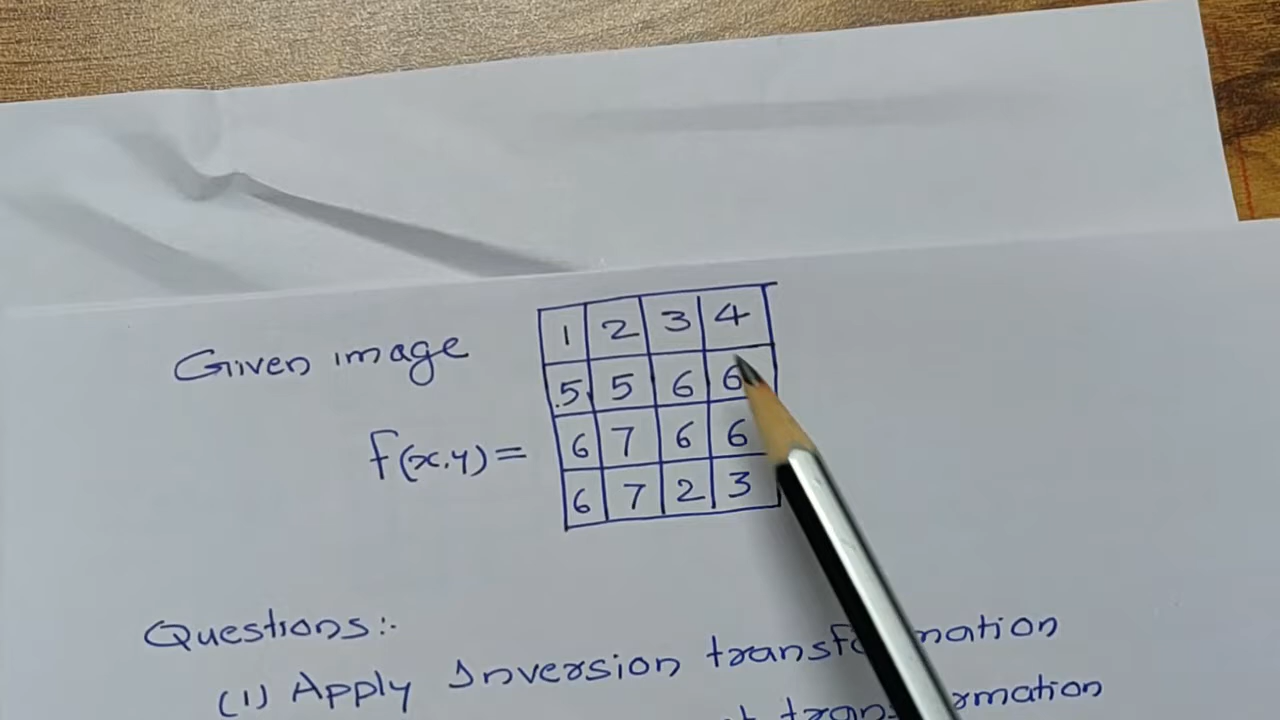 Given image
f(x,y) =
1 2 3 4
5 5 6 6
6 7 6 6
6 7 2 3
Questions:-
(1) Apply Inversion transformation